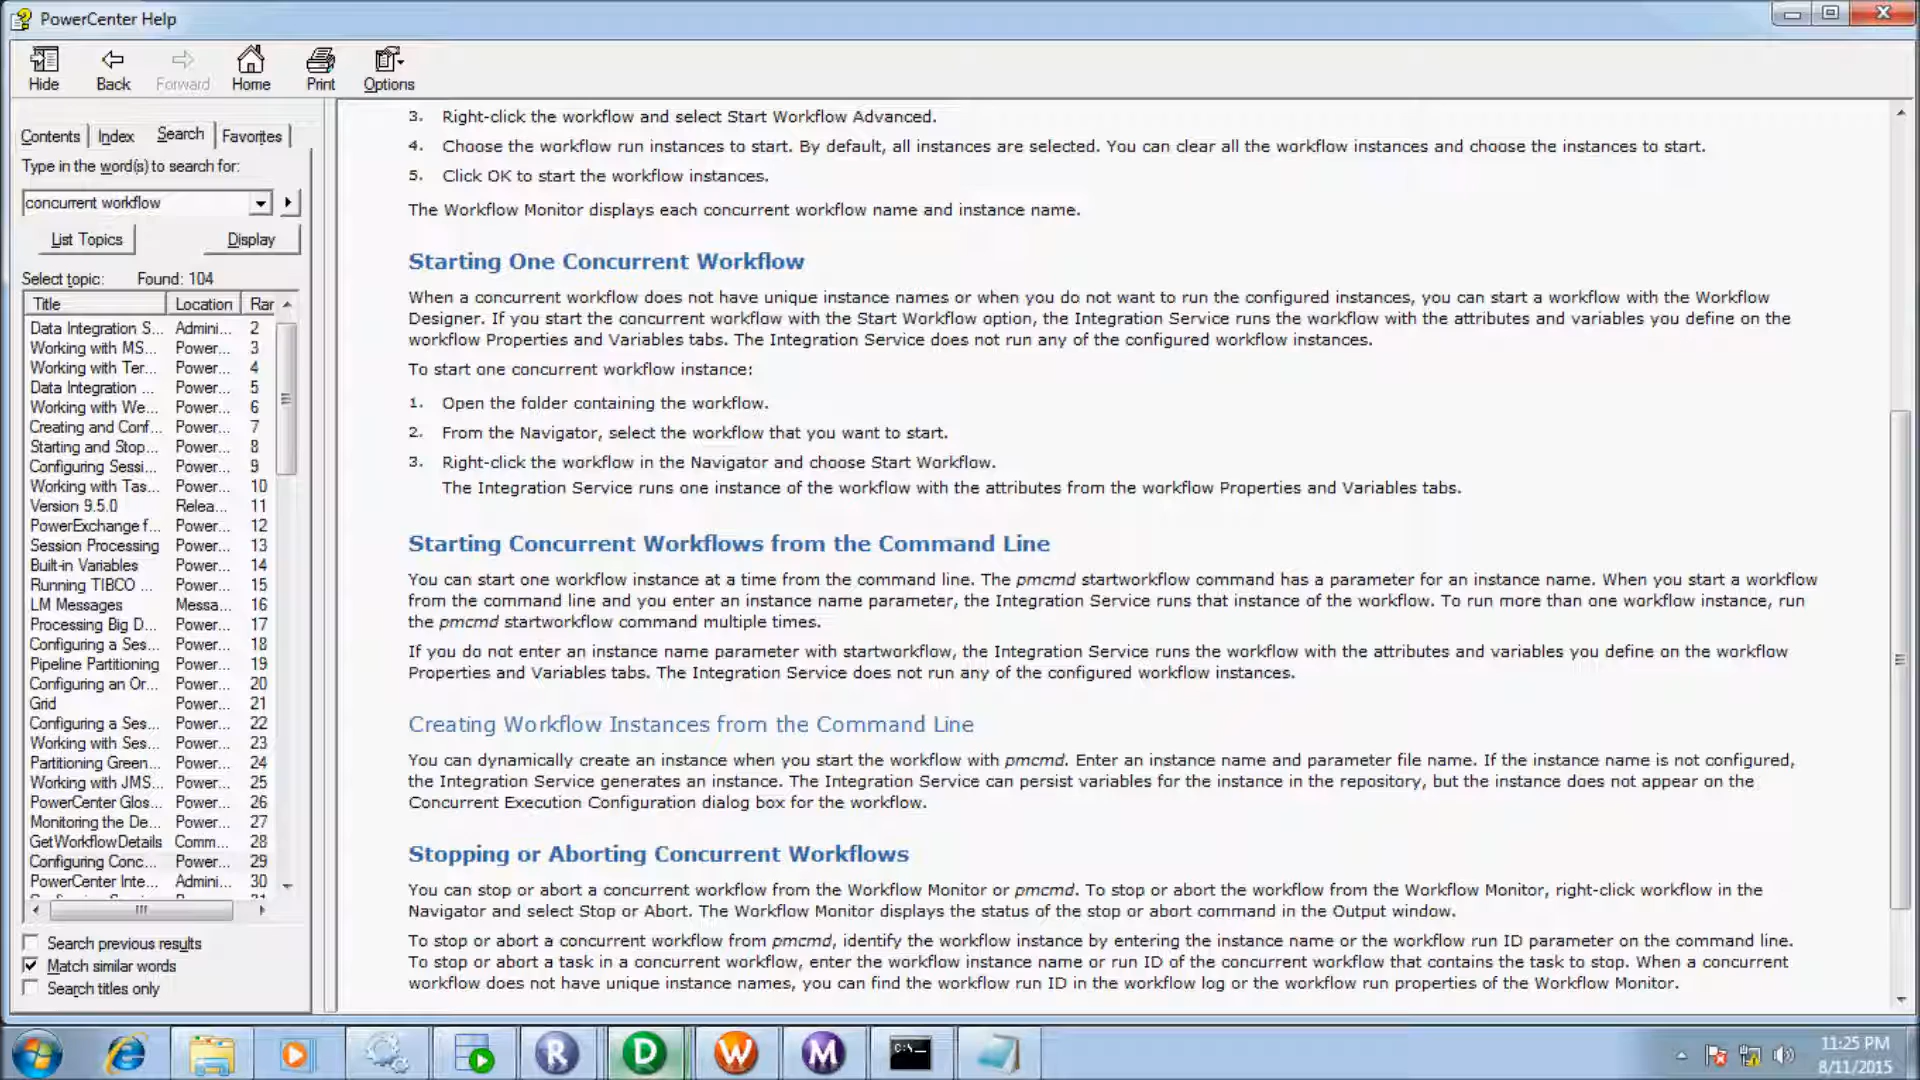 PowerCenter Help
Hide
Back
Forward
Home
Print
Options
Contents
Index
Search
Favorites
Type in the word(s) to search for:
concurrent workflow
List Topics
Display
Select topic:
Found: 104
Title Location Rar
Data Integration S... Admini... 2
Working with MS... Power... 3
Working with Ter... Power... 4
Data Integration ... Power... 5
Working with We... Power... 6
Creating and Conf... Power... 7
Starting and Stop... Power... 8
Configuring Sessi... Power... 9
Working with Tas... Power... 10
Version 9.5.0 Relea... 11
PowerExchange f... Power... 12
Session Processing Power... 13
Built-in Variables Power... 14
Running TIBCO ... Power... 15
LM Messages Messa... 16
Processing Big D... Power... 17
Configuring a Ses... Power... 18
Pipeline Partitioning Power... 19
Configuring an Or... Power... 20
Grid Power... 21
Configuring a Ses... Power... 22
Working with Ses... Power... 23
Partitioning Green... Power... 24
Working with JMS... Power... 25
PowerCenter Glos... Power... 26
Monitoring the De... Power... 27
GetWorkflowDetails Comm... 28
Configuring Conc... Power... 29
PowerCenter Inte... Admini... 30
Search previous results
Match similar words
Search titles only
3. Right-click the workflow and select Start Workflow Advanced.
4. Choose the workflow run instances to start. By default, all instances are selected. You can clear all the workflow instances and choose the instances to start.
5. Click OK to start the workflow instances.
The Workflow Monitor displays each concurrent workflow name and instance name.
Starting One Concurrent Workflow
When a concurrent workflow does not have unique instance names or when you do not want to run the configured instances, you can start a workflow with the Workflow
Designer. If you start the concurrent workflow with the Start Workflow option, the Integration Service runs the workflow with the attributes and variables you define on the
workflow Properties and Variables tabs. The Integration Service does not run any of the configured workflow instances.
To start one concurrent workflow instance:
1. Open the folder containing the workflow.
2. From the Navigator, select the workflow that you want to start.
3. Right-click the workflow in the Navigator and choose Start Workflow.
The Integration Service runs one instance of the workflow with the attributes from the workflow Properties and Variables tabs.
Starting Concurrent Workflows from the Command Line
You can start one workflow instance at a time from the command line. The pmcmd startworkflow command has a parameter for an instance name. When you start a workflow
from the command line and you enter an instance name parameter, the Integration Service runs that instance of the workflow. To run more than one workflow instance, run
the pmcmd startworkflow command multiple times.
If you do not enter an instance name parameter with startworkflow, the Integration Service runs the workflow with the attributes and variables you define on the workflow
Properties and Variables tabs. The Integration Service does not run any of the configured workflow instances.
Creating Workflow Instances from the Command Line
You can dynamically create an instance when you start the workflow with pmcmd. Enter an instance name and parameter file name. If the instance name is not configured,
the Integration Service generates an instance. The Integration Service can persist variables for the instance in the repository, but the instance does not appear on the
Concurrent Execution Configuration dialog box for the workflow.
Stopping or Aborting Concurrent Workflows
You can stop or abort a concurrent workflow from the Workflow Monitor or pmcmd. To stop or abort the workflow from the Workflow Monitor, right-click workflow in the
Navigator and select Stop or Abort. The Workflow Monitor displays the status of the stop or abort command in the Output window.
To stop or abort a concurrent workflow from pmcmd, identify the workflow instance by entering the instance name or the workflow run ID parameter on the command line.
To stop or abort a task in a concurrent workflow, enter the workflow instance name or run ID of the concurrent workflow that contains the task to stop. When a concurrent
workflow does not have unique instance names, you can find the workflow run ID in the workflow log or the workflow run properties of the Workflow Monitor.
R
D
W
M
C:\
11:25 PM
8/11/2015